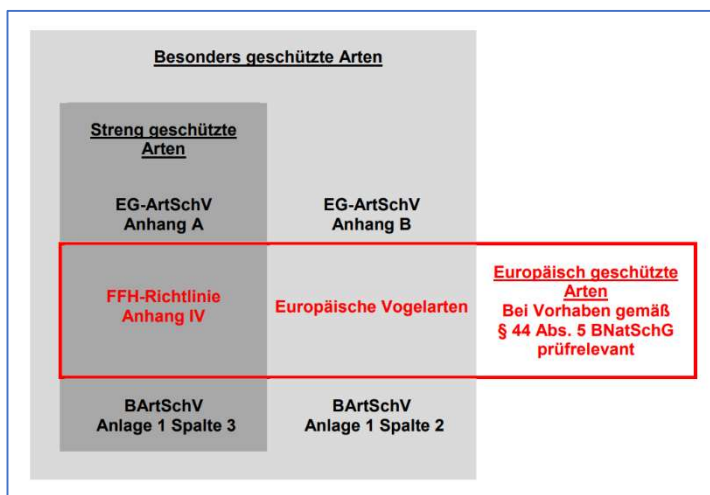 Besonders geschützte Arten
Streng geschützte
Arten
EG-ArtSchV
Anhang A
EG-ArtSchV
Anhang B
FFH-Richtlinie
Anhang IV
Europäische Vogelarten
Europäisch geschützte
Arten
Bei Vorhaben gemäß
§ 44 Abs. 5 BNatSchG
prüfrelevant
BArtSchV
Anlage 1 Spalte 3
BArtSchV
Anlage 1 Spalte 2